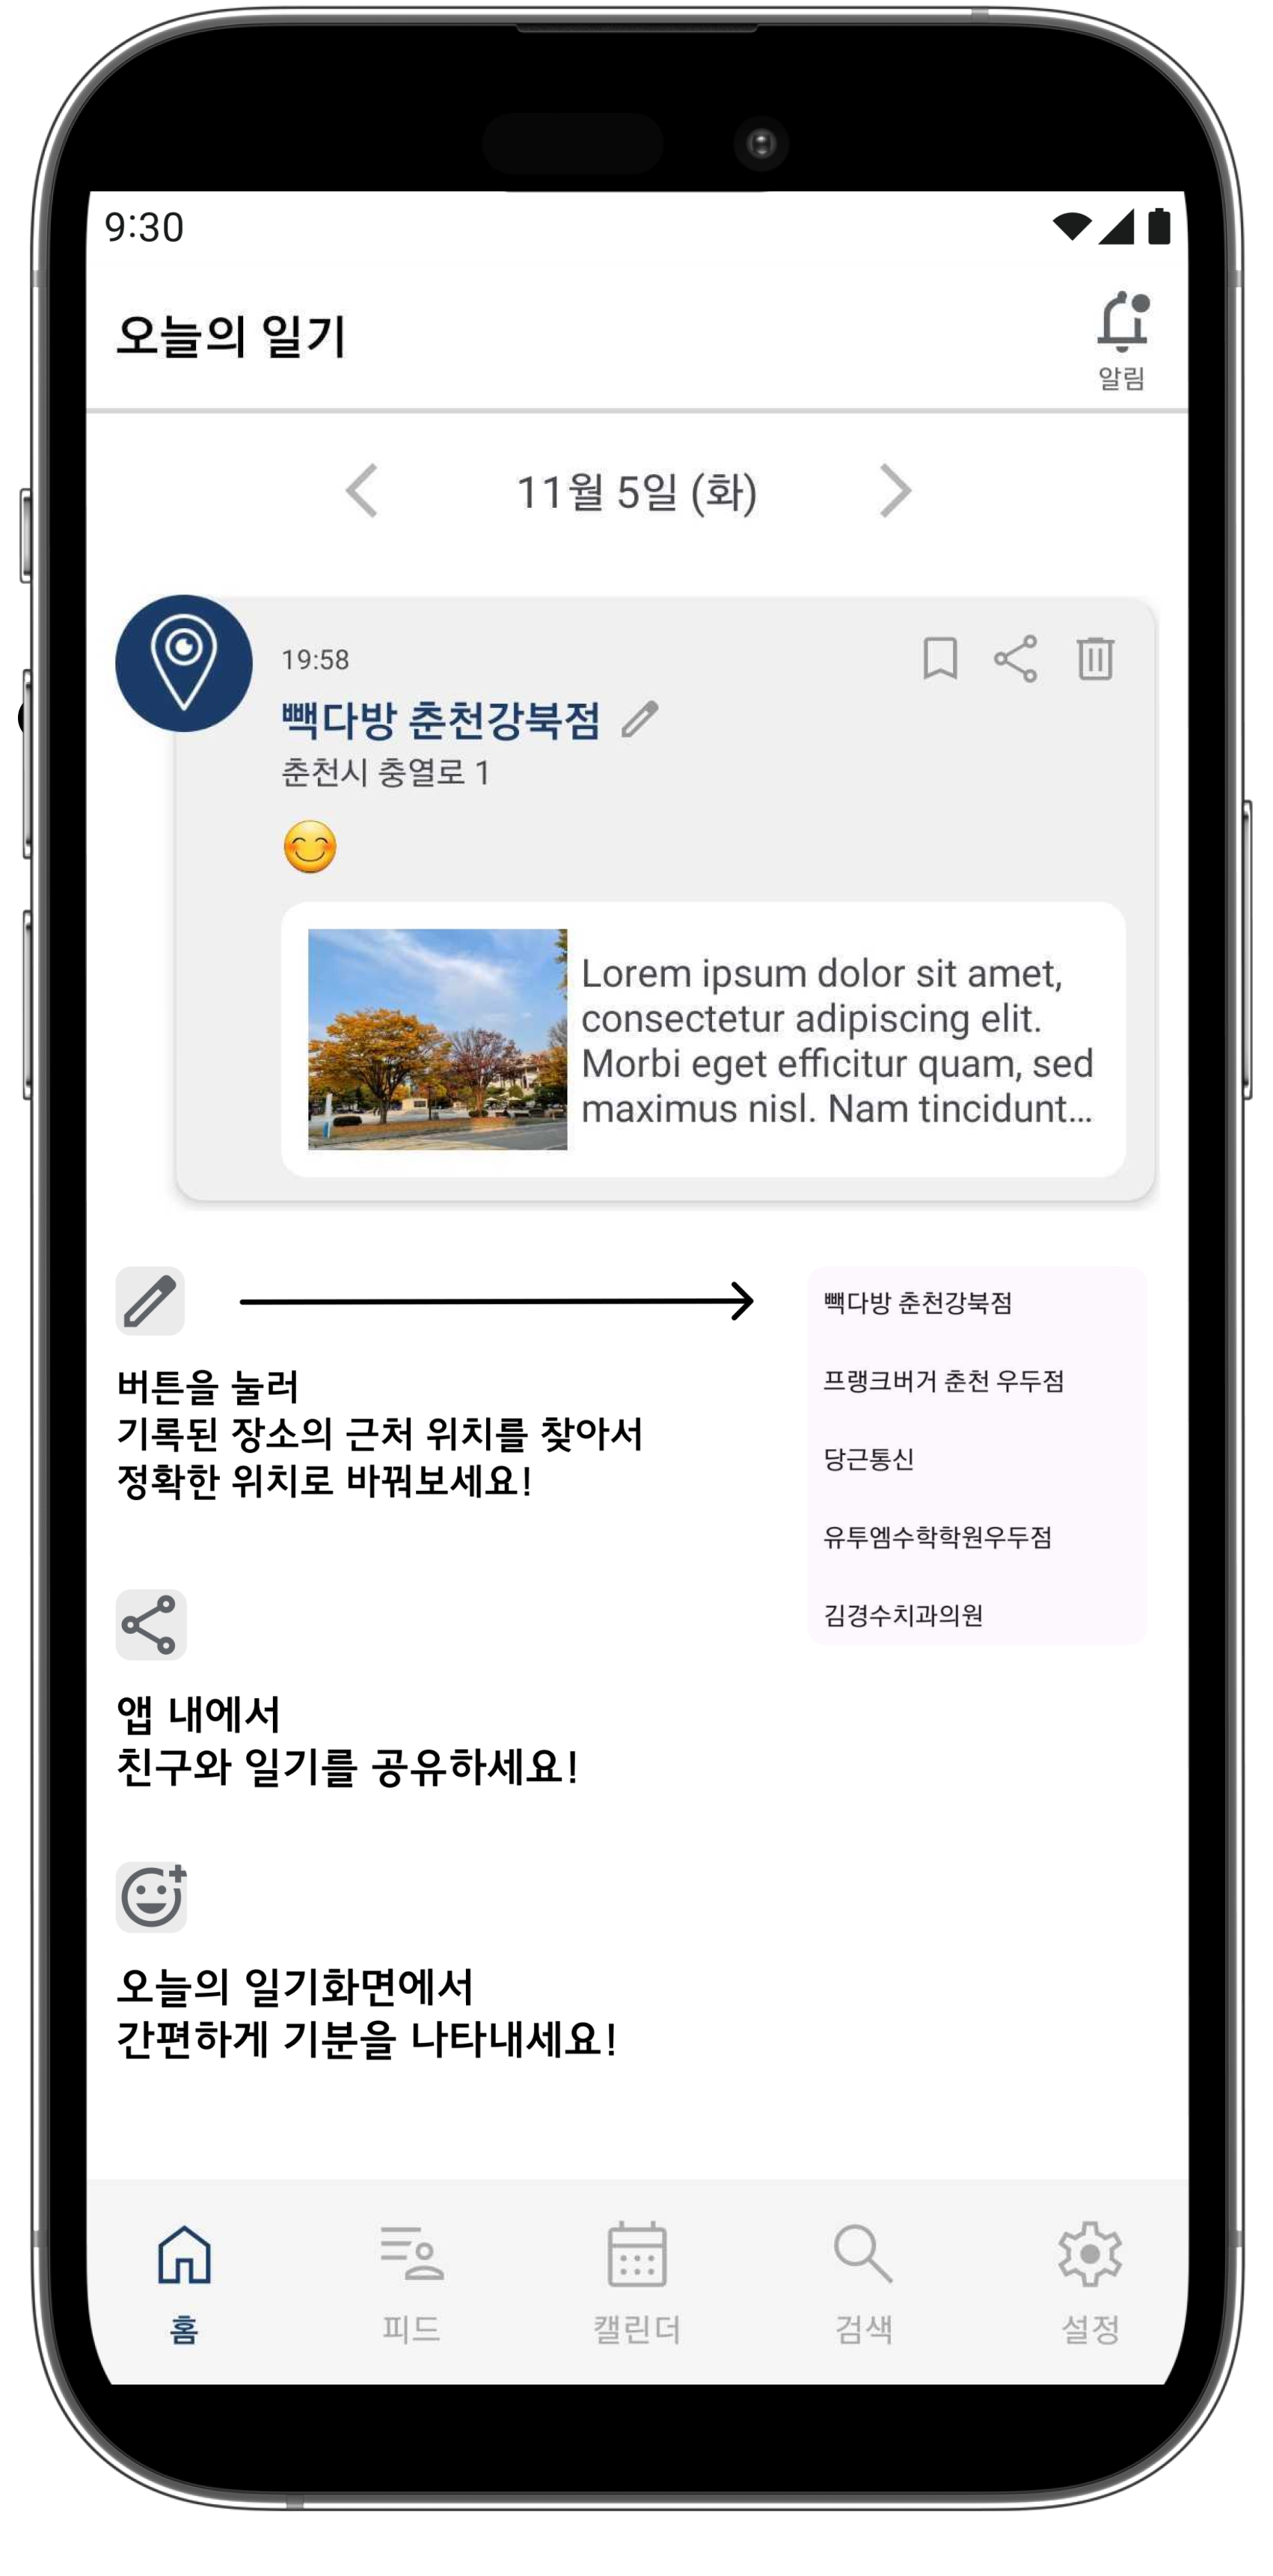 9:30
오늘의 일기
알림
11월 5일 (화)
19:58
빽다방 춘천강북점
춘천시 충열로 1
Lorem ipsum dolor sit amet,
consectetur adipiscing elit.
Morbi eget efficitur quam, sed
maximus nisl. Nam tincidunt...
버튼을 눌러
기록된 장소의 근처 위치를 찾아서
정확한 위치로 바꿔보세요!
빽다방 춘천강북점
프랭크버거 춘천 우두점
당근통신
유투엠수학학원우두점
김경수치과의원
앱 내에서
친구와 일기를 공유하세요!
오늘의 일기화면에서
간편하게 기분을 나타내세요!
홈
피드
캘린더
검색
설정